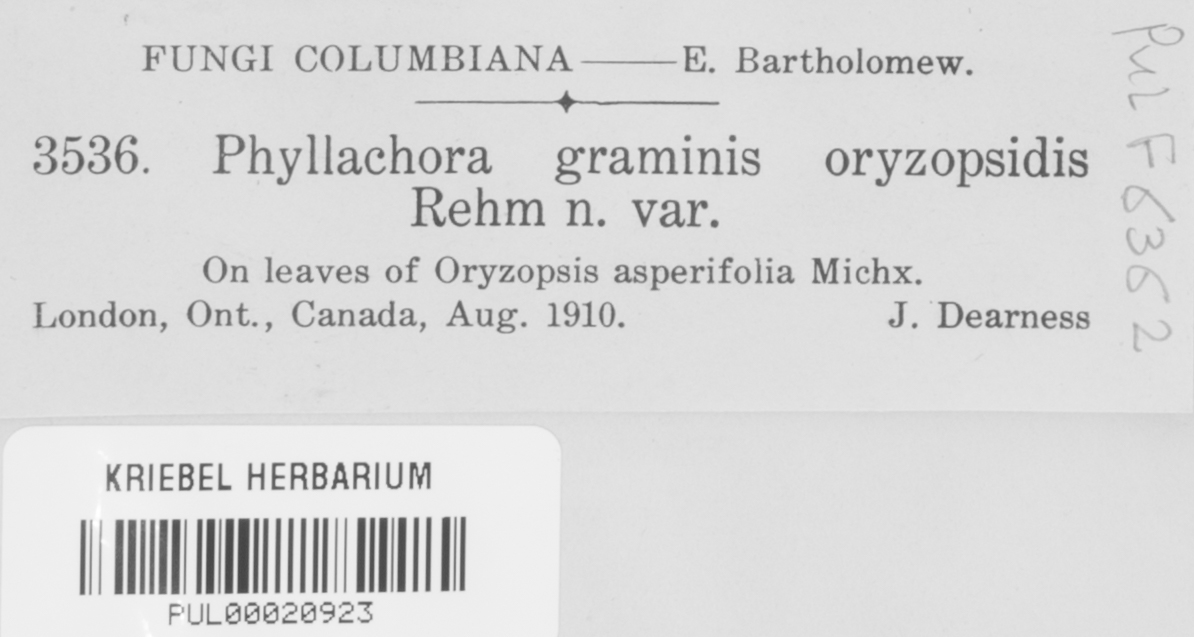 FUNGI COLUMBIANA——E. Bartholomew.
3536. Phyllachora graminis oryzopsidis
Rehm n. var.
On leaves of Oryzopsis asperifolia Michx.
London, Ont., Canada, Aug. 1910. J. Dearness
PUL F6362
KRIEBEL HERBARIUM
PUL00020923